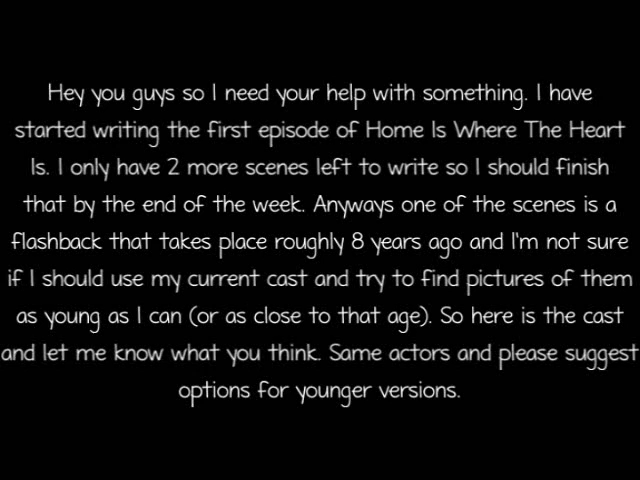 Hey you guys so I need your help with something. I have
started writing the first episode of Home Is Where The Heart
Is. I only have 2 more scenes left to write so I should finish
that by the end of the week. Anyways one of the scenes is a
flashback that takes place roughly 8 years ago and I'm not sure
if I should use my current cast and try to find pictures of them
as young as I can (or as close to that age). So here is the cast
and let me know what you think. Same actors and please suggest
options for younger versions.